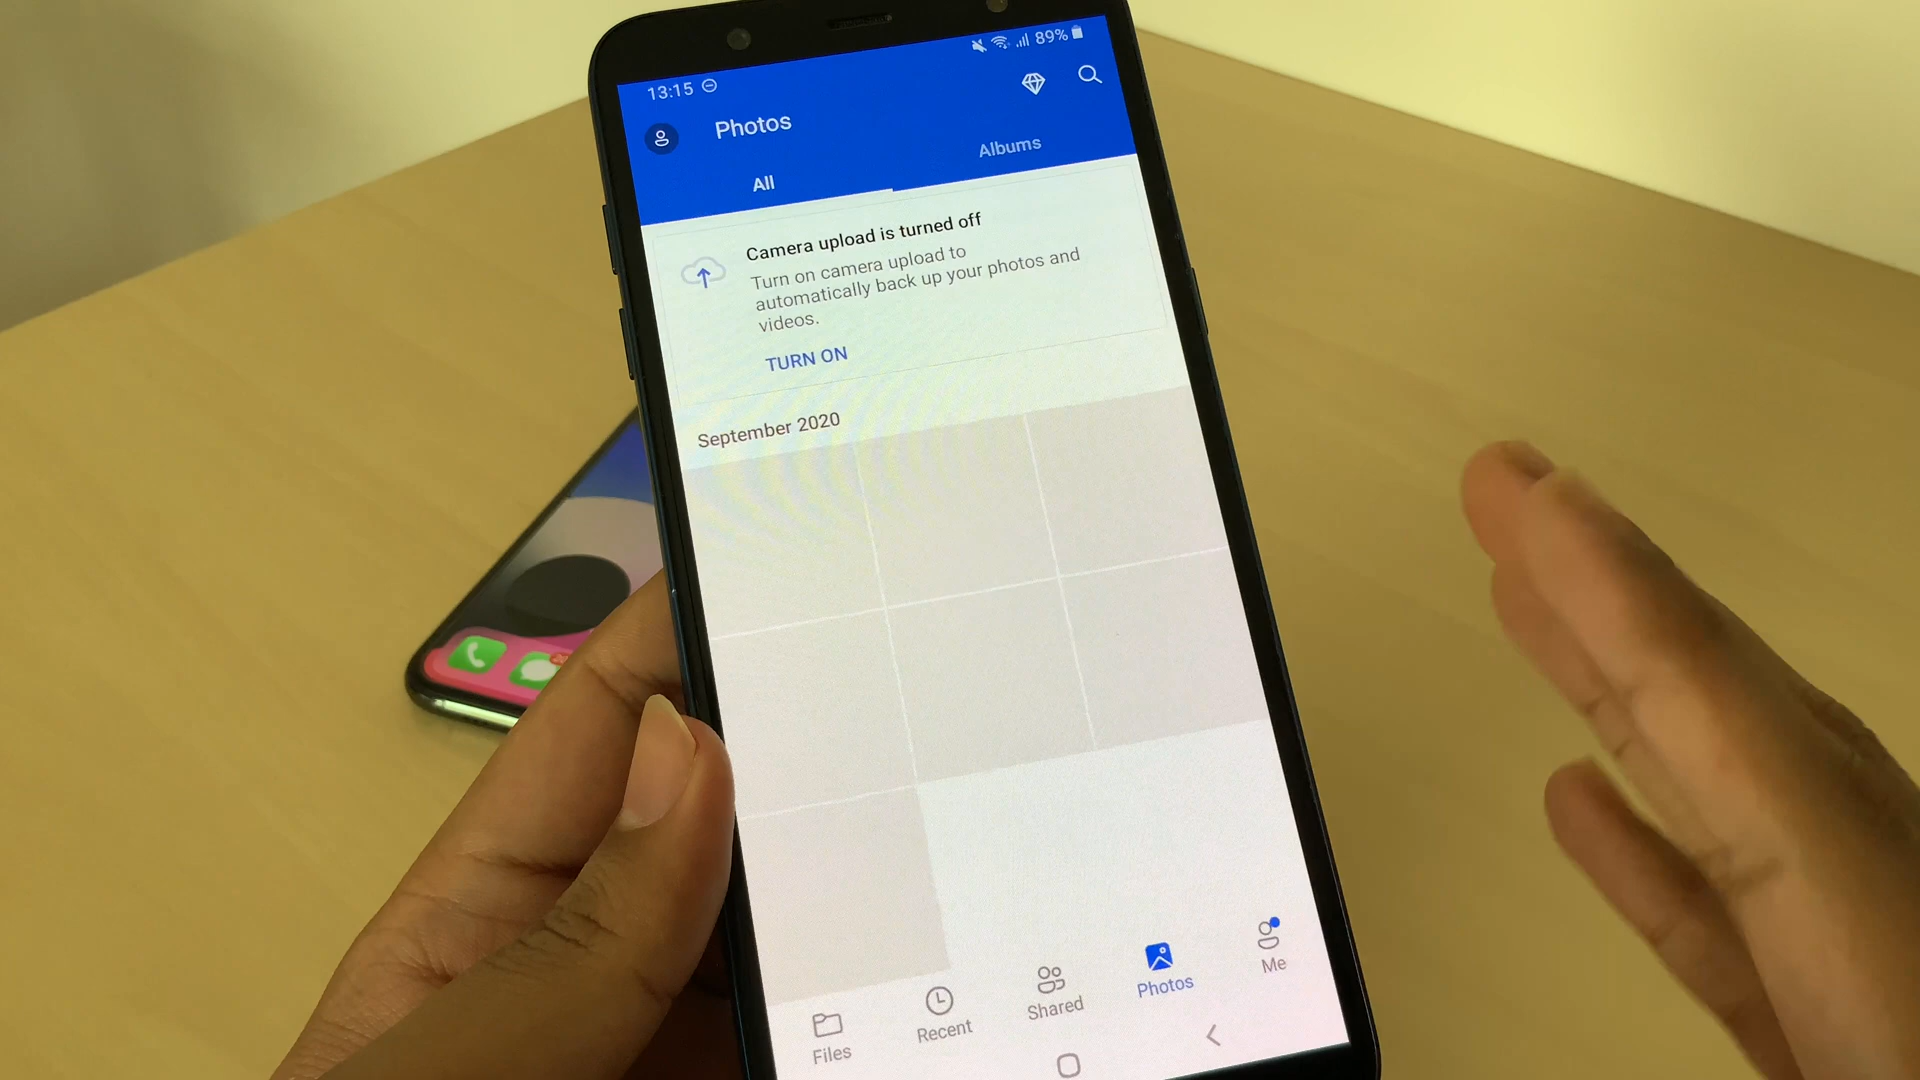 13:15
89%
Photos
All
Albums
Camera upload is turned off
Turn on camera upload to
automatically back up your photos and
videos.
TURN ON
September 2020
Files
Recent
Shared
Photos
Me